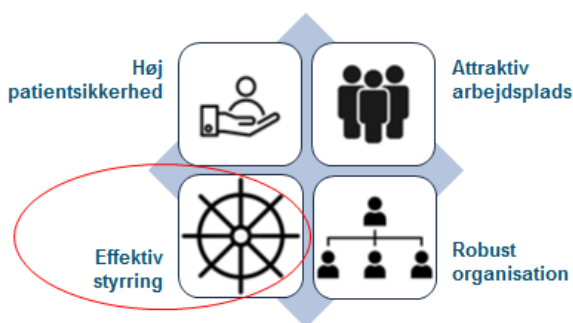 Høj
patientsikkerhed
Attraktiv
arbejdsplads
Effektiv
styrring
Robust
organisation